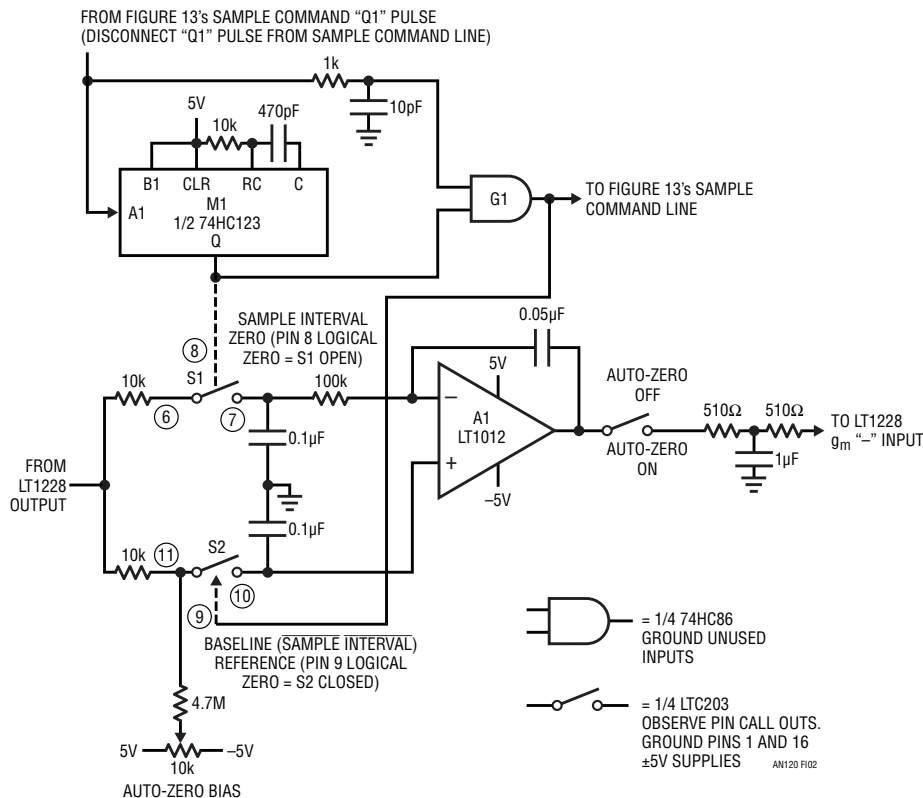 FROM FIGURE 13's SAMPLE COMMAND “Q1” PULSE
(DISCONNECT “Q1” PULSE FROM SAMPLE COMMAND LINE)
1k
10pF
5V
10k
470pF
B1 CLR RC C
A1
M1
1/2 74HC123
Q
G1
TO FIGURE 13's SAMPLE
COMMAND LINE
SAMPLE INTERVAL
ZERO (PIN 8 LOGICAL
ZERO = S1 OPEN)
8
10k
S1
6
7
100k
0.05µF
0.1µF
5V
–
A1
LT1012
+
–5V
AUTO-ZERO
OFF
AUTO-ZERO
ON
510Ω
510Ω
1µF
TO LT1228
gm “–” INPUT
FROM
LT1228
OUTPUT
0.1µF
10k
11
S2
10
9
BASELINE (SAMPLE INTERVAL)
REFERENCE (PIN 9 LOGICAL
ZERO = S2 CLOSED)
4.7M
5V
–5V
10k
AUTO-ZERO BIAS
= 1/4 74HC86
GROUND UNUSED
INPUTS
= 1/4 LTC203
OBSERVE PIN CALL OUTS.
GROUND PINS 1 AND 16
±5V SUPPLIES
AN120 FI02